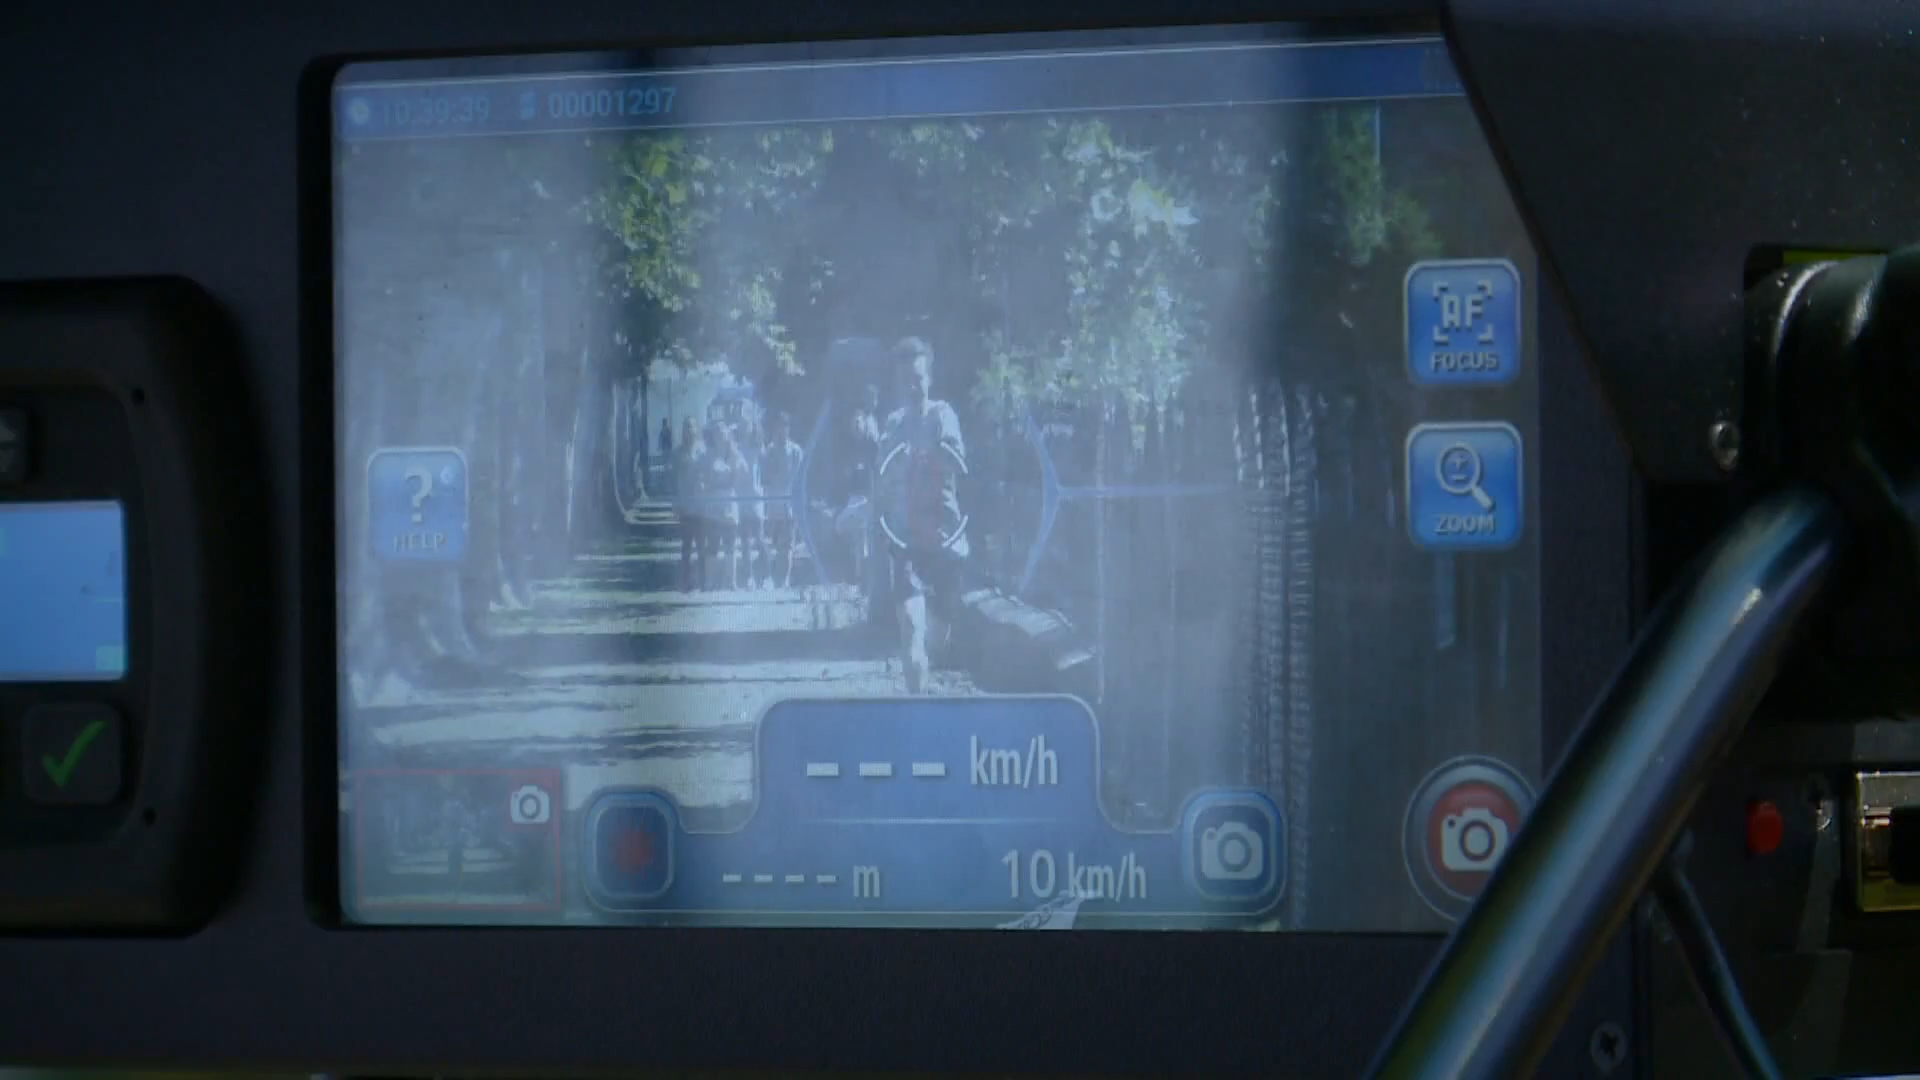 10:39:39 00001297
AF
FOCUS
?
HELP
ZOOM
--- km/h
---- m 10 km/h